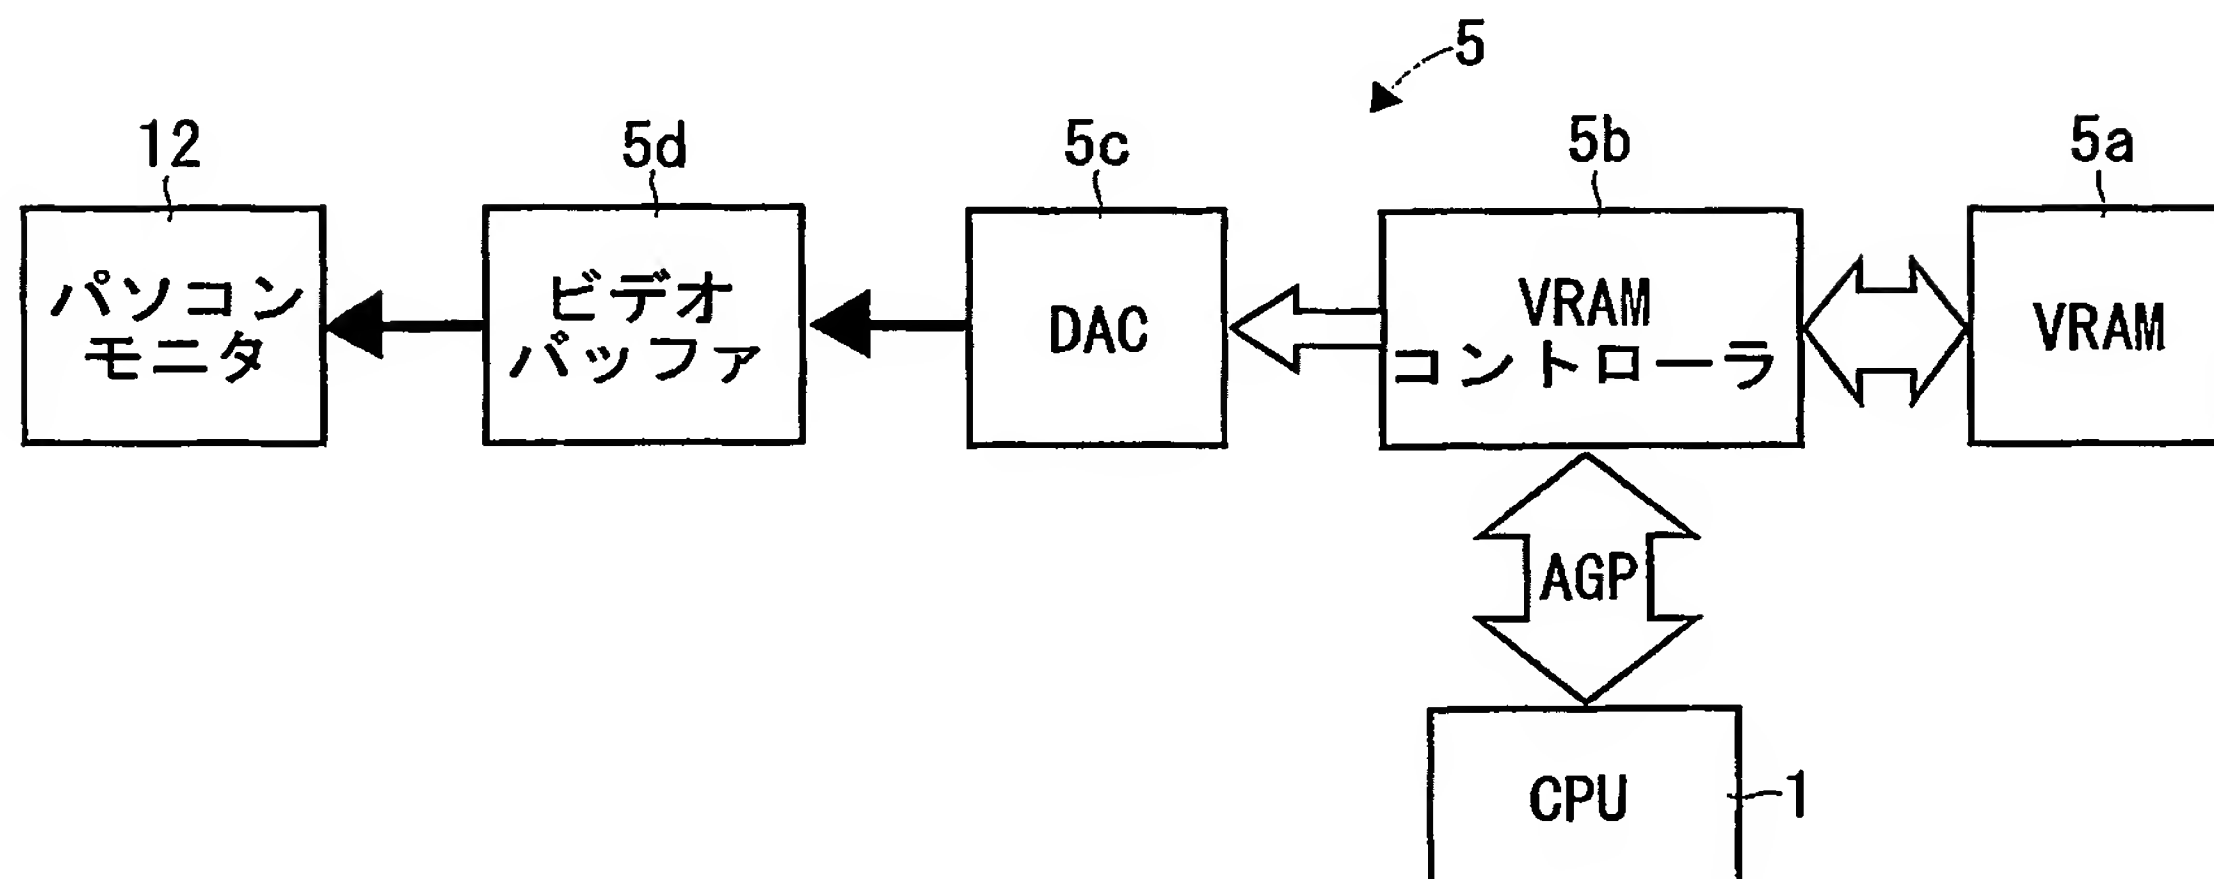 5
12
5d
5c
5b
5a
パソコン
モニタ
ビデオ
バッファ
DAC
VRAM
コントローラ
VRAM
AGP
CPU
1